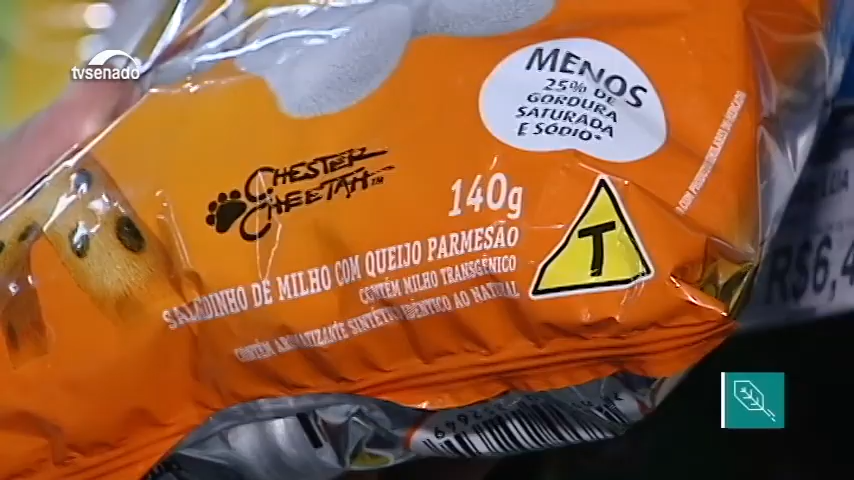 tvsenado
MENOS
25% DE
GORDURA
SATURADA
E SÓDIO*
CHESTER
CHEETAH™
140g
T
SALGADINHO DE MILHO COM QUEIJO PARMESÃO
CONTÉM MILHO TRANSGÊNICO
CONTÉM AROMATIZANTE SINTÉTICO IDÊNTICO AO NATURAL
R$6,4